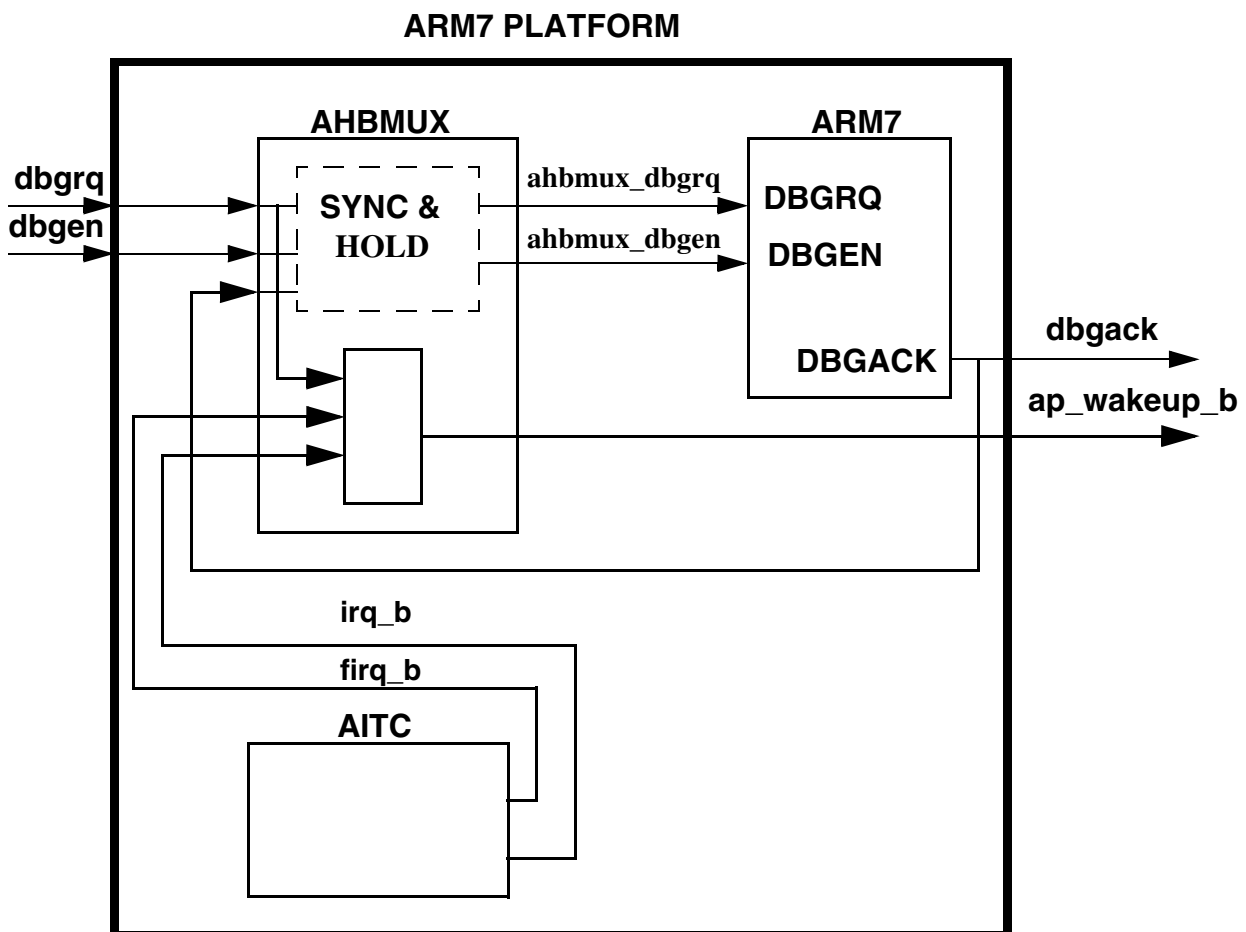 ARM7 PLATFORM
AHBMUX
ARM7
dbgrq
dbgen
SYNC &
HOLD
ahbmux_dbgrq
ahbmux_dbgen
DBGRQ
DBGEN
DBGACK
dbgack
ap_wakeup_b
irq_b
firq_b
AITC